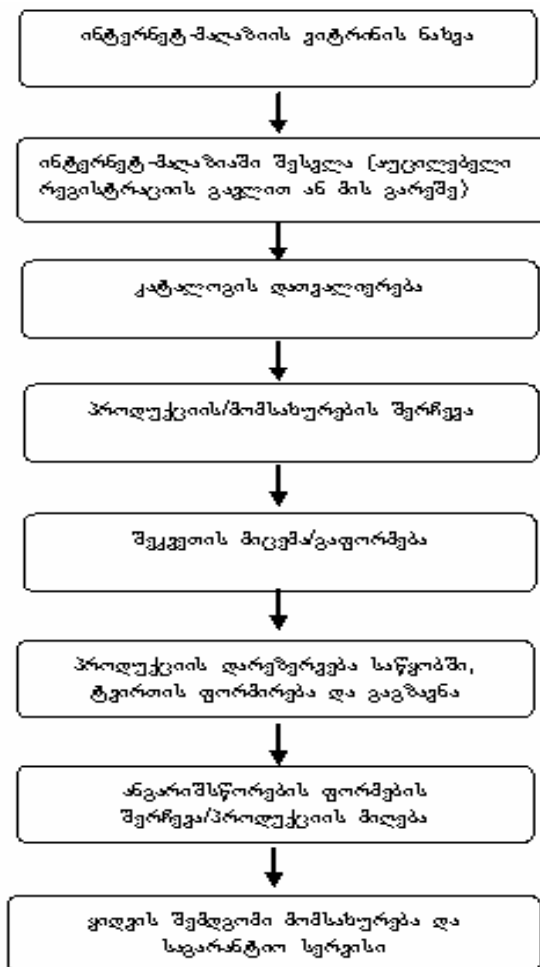 ინტერნეტ-მაღაზიის ვიტრინის ნახვა
ინტერნეტ-მაღაზიაში შესვლა (აუცილებელი
რეგისტრაციის გავლით ან მის გარეშე)
კატალოგის დათვალიერება
პროდუქციის/მომსახურების შერჩევა
შეკვეთის მიცემა/გაფორმება
პროდუქციის დარეზერვება საწყობში,
ტვირთის ფორმირება და გაგზავნა
ანგარიშსწორების ფორმების
შერჩევა/პროდუქციის მიღება
ყიდვის შემდგომი მომსახურება და
საგარანტიო სერვისი